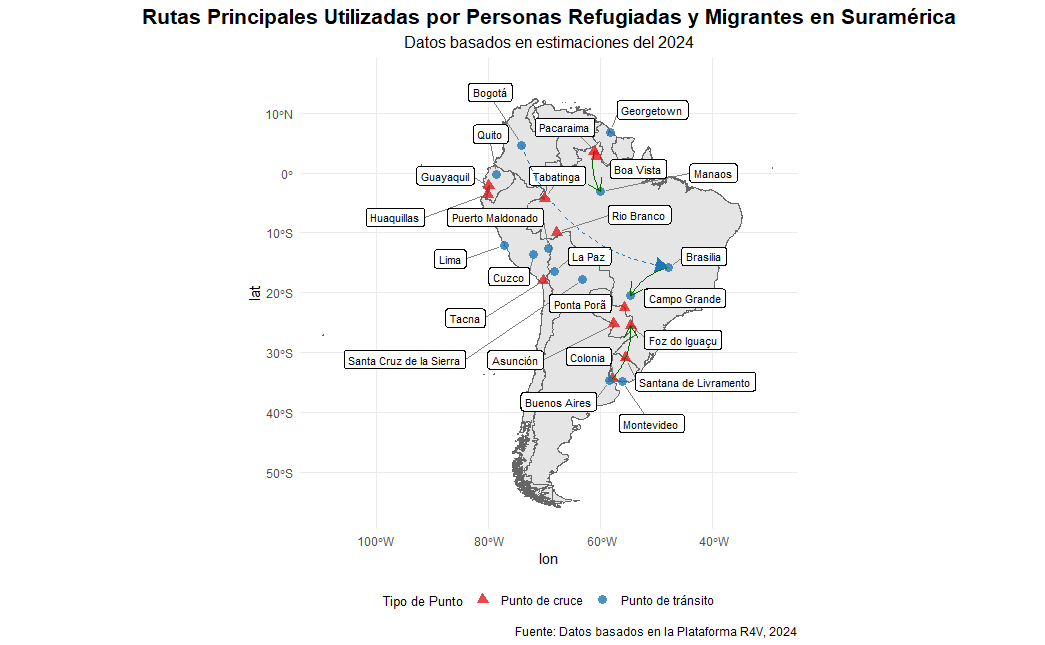 Rutas Principales Utilizadas por Personas Refugiadas y Migrantes en Suramérica
Datos basados en estimaciones del 2024
Bogotá
Georgetown
10°N
Pacaraima
Quito
Boa Vista
Manaos
0°
Guayaquil
Tabatinga
Huaquillas
Puerto Maldonado
Rio Branco
10°S
Lima
La Paz
Brasilia
Cuzco
20°S
lat
Ponta Porã
Campo Grande
Tacna
Foz do Iguaçu
30°S
Santa Cruz de la Sierra
Asunción
Colonia
Santana de Livramento
40°S
Buenos Aires
Montevideo
50°S
100°W
80°W
60°W
40°W
lon
Tipo de Punto
Punto de cruce
Punto de tránsito
Fuente: Datos basados en la Plataforma R4V, 2024